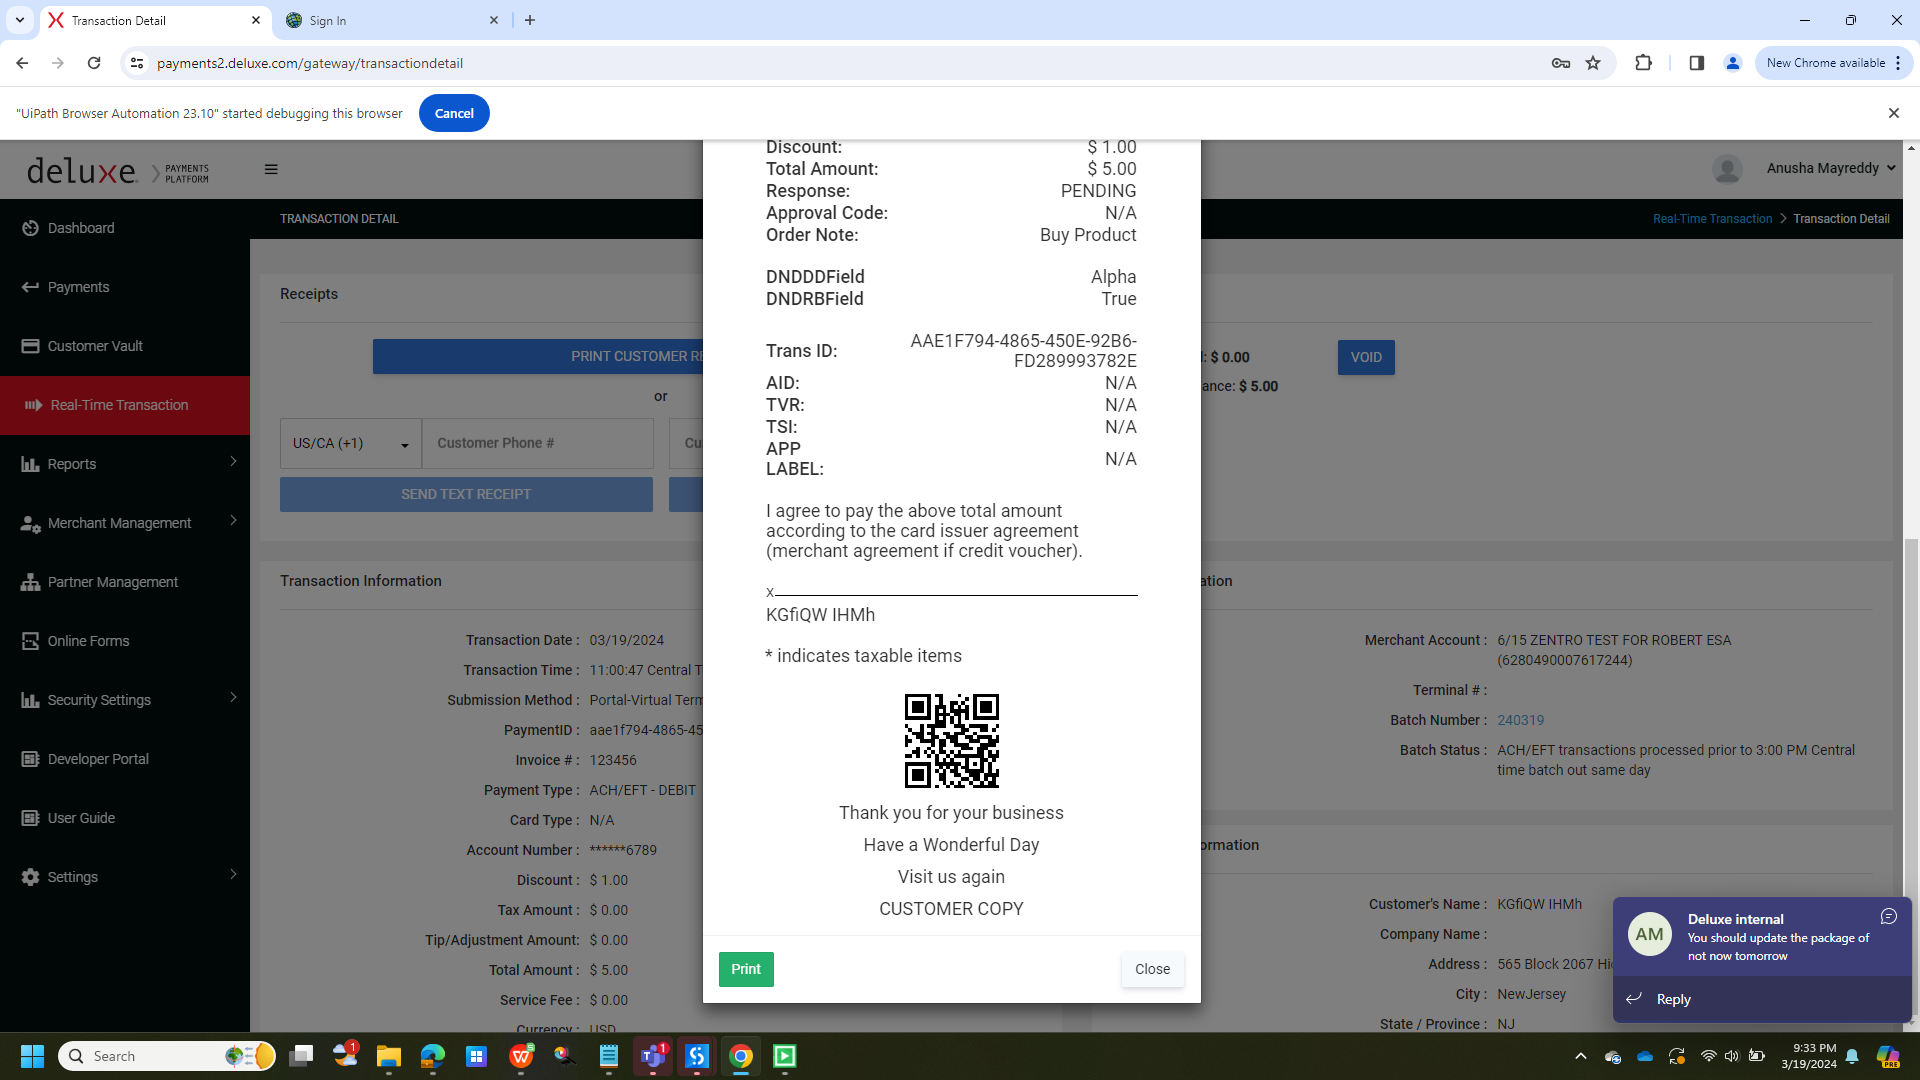 Transaction Detail
Sign In
payments2.deluxe.com/gateway/transactiondetail
New Chrome available
"UiPath Browser Automation 23.10" started debugging this browser
Cancel
deluxe
PAYMENTS
PLATFORM
Anusha Mayreddy
TRANSACTION DETAIL
Real-Time Transaction
Transaction Detail
Dashboard
Payments
Customer Vault
Real-Time Transaction
Reports
Merchant Management
Partner Management
Online Forms
Security Settings
Developer Portal
User Guide
Settings
Receipts
PRINT CUSTOMER RE
or
US/CA (+1)
Customer Phone #
Cu
SEND TEXT RECEIPT
: $ 0.00
VOID
ance: $ 5.00
Transaction Information
Transaction Date : 03/19/2024
Transaction Time : 11:00:47 Central T
Submission Method : Portal-Virtual Term
PaymentID : aae1f794-4865-45
Invoice # : 123456
Payment Type : ACH/EFT - DEBIT
Card Type : N/A
Account Number : ******6789
Discount : $ 1.00
Tax Amount : $ 0.00
Tip/Adjustment Amount: $ 0.00
Total Amount : $ 5.00
Service Fee : $ 0.00
Currency : USD
Discount: $ 1.00
Total Amount: $ 5.00
Response: PENDING
Approval Code: N/A
Order Note: Buy Product
DNDDDField Alpha
DNDRBField True
Trans ID: AAE1F794-4865-450E-92B6-
FD289993782E
AID: N/A
TVR: N/A
TSI: N/A
APP
LABEL: N/A
I agree to pay the above total amount
according to the card issuer agreement
(merchant agreement if credit voucher).
x
KGfiQW IHMh
* indicates taxable items
Thank you for your business
Have a Wonderful Day
Visit us again
CUSTOMER COPY
Print
Close
ation
Merchant Account : 6/15 ZENTRO TEST FOR ROBERT ESA
(6280490007617244)
Terminal # :
Batch Number : 240319
Batch Status : ACH/EFT transactions processed prior to 3:00 PM Central
time batch out same day
ormation
Customer's Name : KGfiQW IHMh
Company Name :
Address : 565 Block 2067 Hi
City : NewJersey
State / Province : NJ
AM
Deluxe internal
You should update the package of
not now tomorrow
Reply
Search
1
1
9:33 PM
3/19/2024
PRE